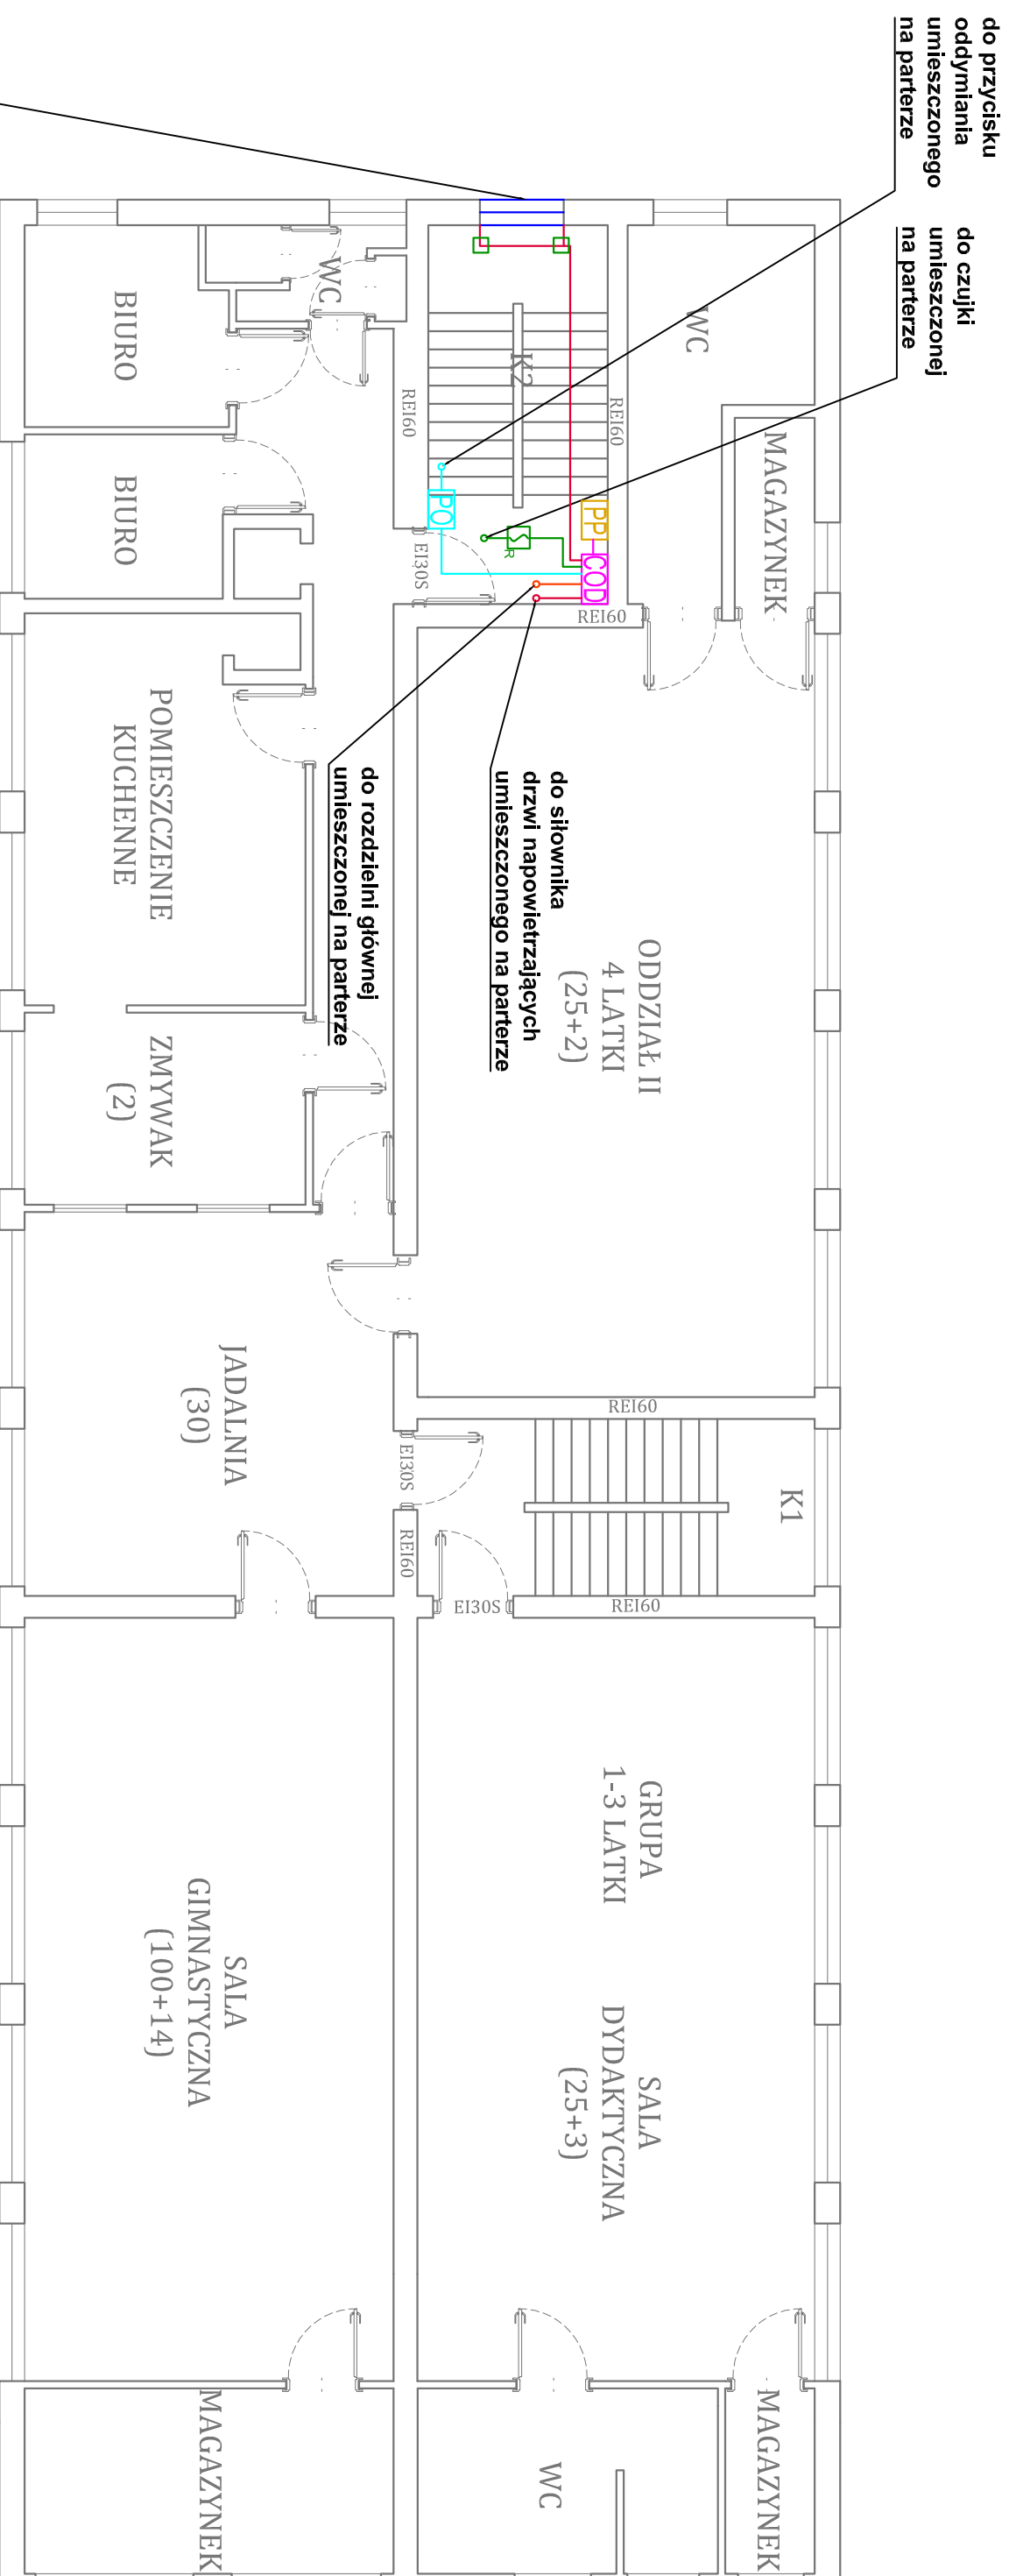 do przycisku
oddymiania
umieszczonego
na parterze
do czujki
umieszczonej
na parterze
WC
MAGAZYNEK
WC
K2
REI60
REI60
BIURO
BIURO
PO
PP
COD
R
EI30S
REI60
do siłownika
drzwi napowietrzających
umieszczonego na parterze
do rozdzielni głównej
umieszczonej na parterze
POMIESZCZENIE
KUCHENNE
ODDZIAŁ II
4 LATKI
(25+2)
ZMYWAK
(2)
JADALNIA
(30)
REI60
K1
EI30S
REI60
EI30S
REI60
GRUPA
1-3 LATKI
SALA
DYDAKTYCZNA
(25+3)
SALA
GIMNASTYCZNA
(100+14)
MAGAZYNEK
WC
MAGAZYNEK